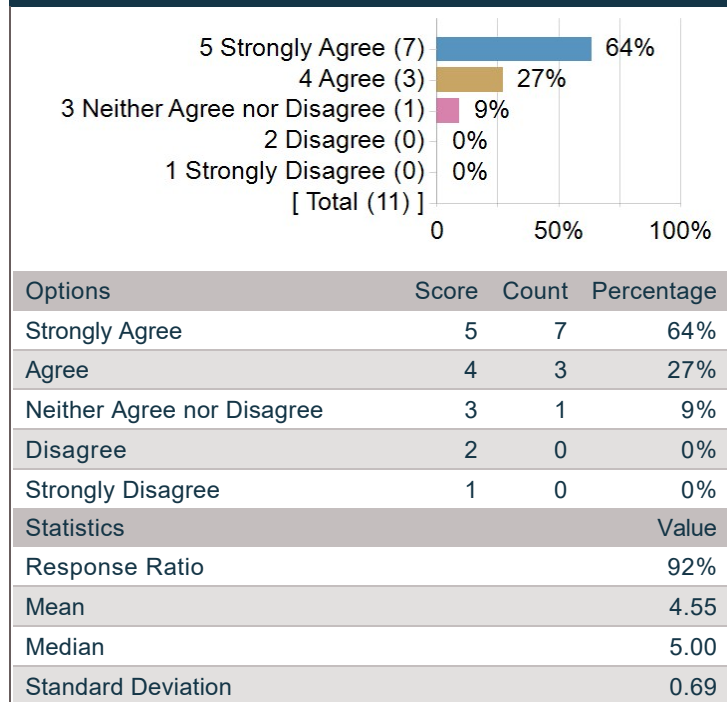 5 Strongly Agree (7) 64%
4 Agree (3) 27%
3 Neither Agree nor Disagree (1) 9%
2 Disagree (0) 0%
1 Strongly Disagree (0) 0%
[ Total (11) ]
0 50% 100%
Options Score Count Percentage
Strongly Agree 5 7 64%
Agree 4 3 27%
Neither Agree nor Disagree 3 1 9%
Disagree 2 0 0%
Strongly Disagree 1 0 0%
Statistics Value
Response Ratio 92%
Mean 4.55
Median 5.00
Standard Deviation 0.69